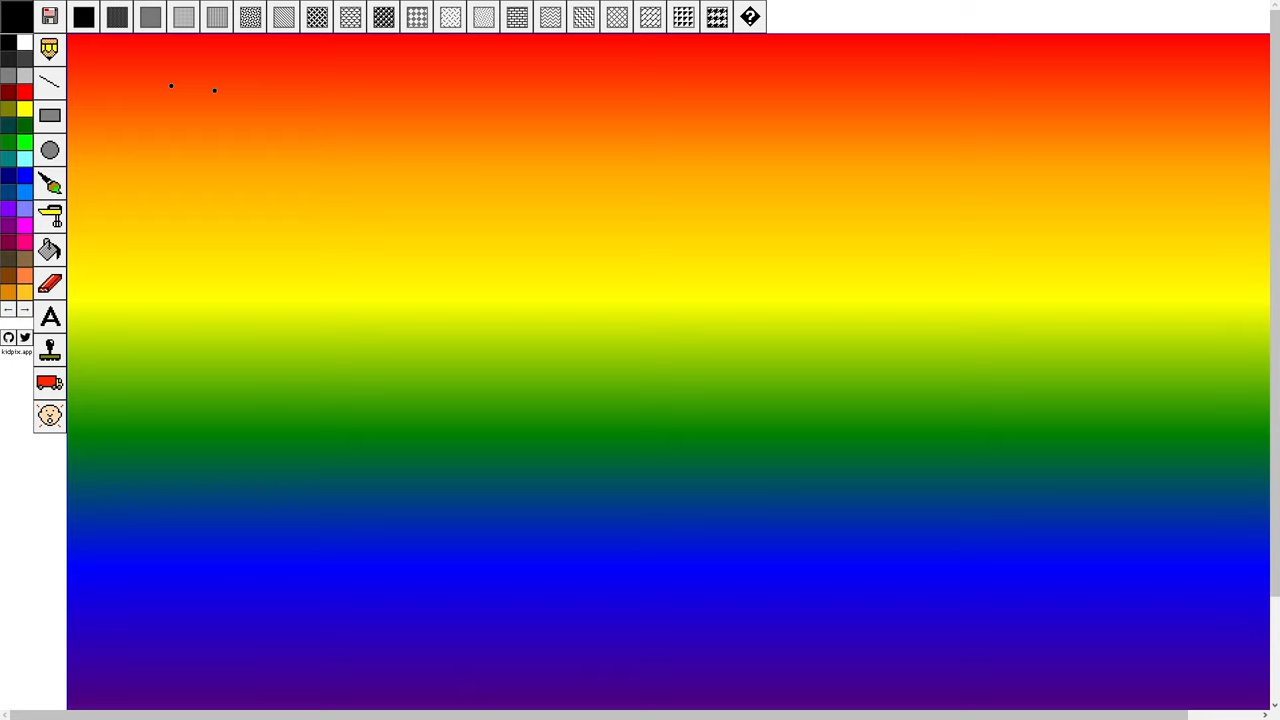 ?
← →
kidpix.app
A